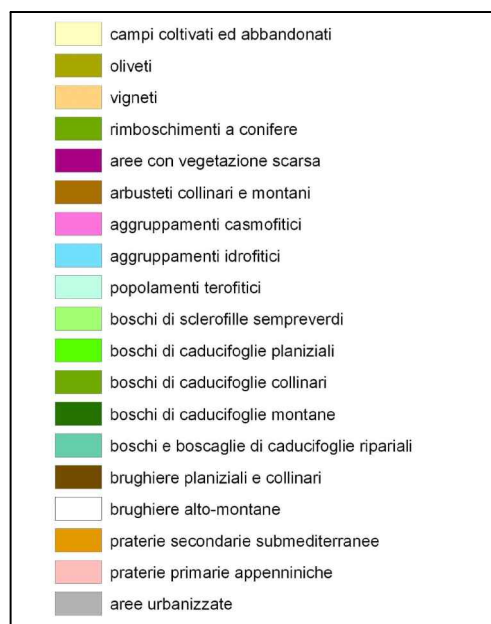 campi coltivati ed abbandonati
oliveti
vigneti
rimboschimenti a conifere
aree con vegetazione scarsa
arbusteti collinari e montani
aggruppamenti casmofitici
aggruppamenti idrofitici
popolamenti terofitici
boschi di sclerofille sempreverdi
boschi di caducifoglie planiziali
boschi di caducifoglie collinari
boschi di caducifoglie montane
boschi e boscaglie di caducifoglie ripariali
brughiere planiziali e collinari
brughiere alto-montane
praterie secondarie submediterranee
praterie primarie appenniniche
aree urbanizzate